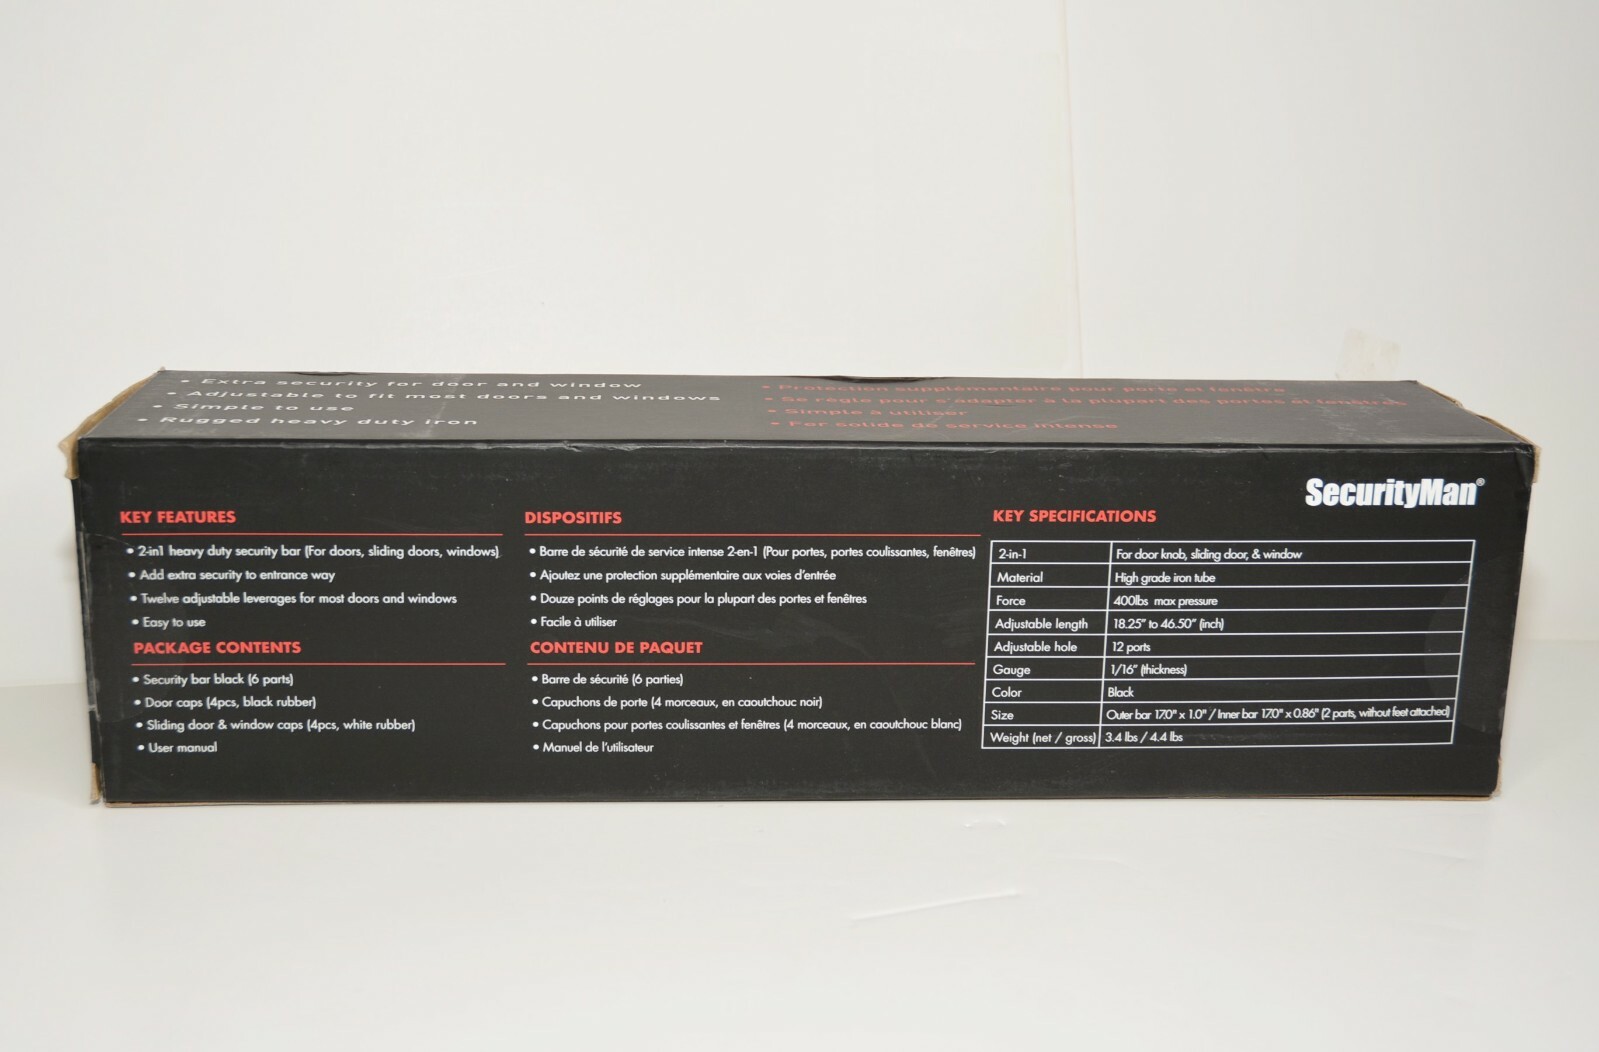 • Extra security for door and window
• Adjustable to fit most doors and windows
• Simple to use
• Rugged heavy duty iron
• Protection supplémentaire pour porte et fenêtre
• Se règle pour s'adapter à la plupart des portes et fenêtres
• Simple à utiliser
• Fer solide de service intense
SecurityMan®
KEY FEATURES
• 2-in1 heavy duty security bar (For doors, sliding doors, windows)
• Add extra security to entrance way
• Twelve adjustable leverages for most doors and windows
• Easy to use
PACKAGE CONTENTS
• Security bar black (6 parts)
• Door caps (4pcs, black rubber)
• Sliding door & window caps (4pcs, white rubber)
• User manual
DISPOSITIFS
• Barre de sécurité de service intense 2-en-1 (Pour portes, portes coulissantes, fenêtres)
• Ajoutez une protection supplémentaire aux voies d'entrée
• Douze points de réglages pour la plupart des portes et fenêtres
• Facile à utiliser
CONTENU DE PAQUET
• Barre de sécurité (6 parties)
• Capuchons de porte (4 morceaux, en caoutchouc noir)
• Capuchons pour portes coulissantes et fenêtres (4 morceaux, en caoutchouc blanc)
• Manuel de l'utilisateur
KEY SPECIFICATIONS
2-in-1 For door knob, sliding door, & window
Material High grade iron tube
Force 400lbs max pressure
Adjustable length 18.25" to 46.50" (inch)
Adjustable hole 12 ports
Gauge 1/16" (thickness)
Color Black
Size Outer bar 17.0" x 1.0" / Inner bar 17.0" x 0.86" (2 parts, without feet attached)
Weight (net / gross) 3.4 lbs / 4.4 lbs